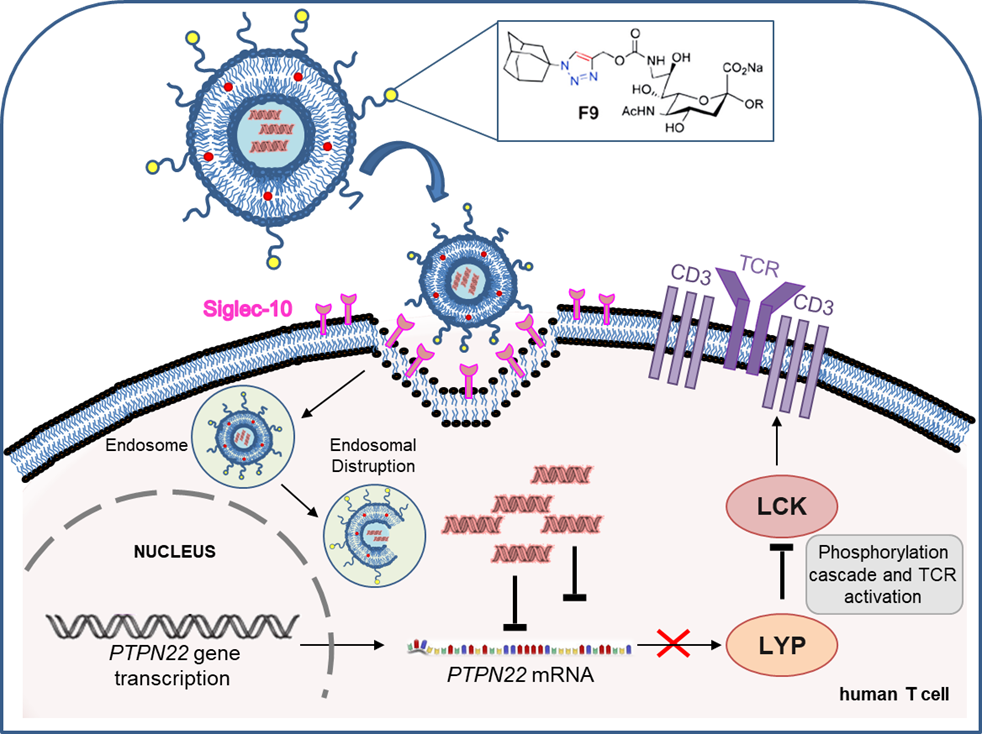 O
O
NH
OH
N
N
N
HO
CO₂Na
O
OR
F9
AcHN
HO
Siglec-10
CD3
TCR
CD3
Endosome
Endosomal
Distruption
NUCLEUS
LCK
Phosphorylation
cascade and TCR
activation
PTPN22 gene
transcription
PTPN22 mRNA
LYP
human T cell